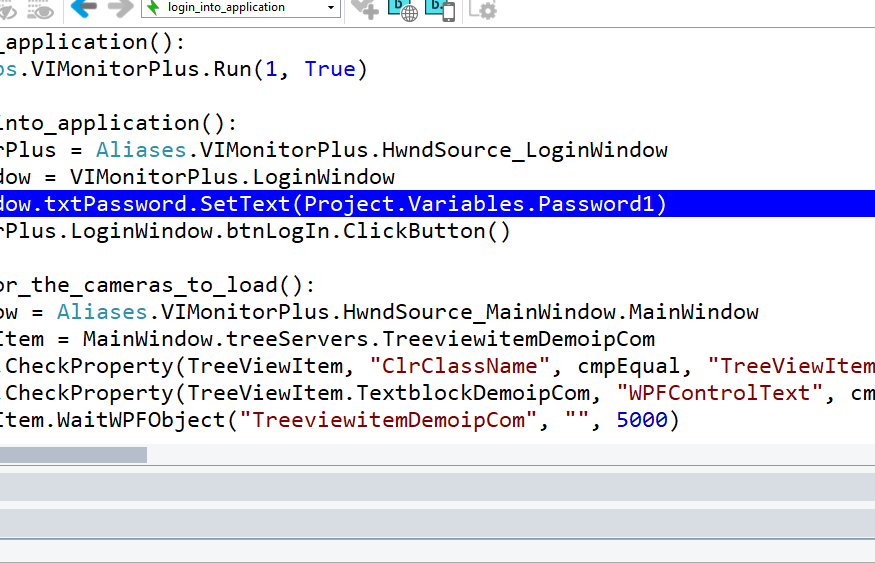 login_into_application
_application():
ps.VIMonitorPlus.Run(1, True)
into_application():
rPlus = Aliases.VIMonitorPlus.HwndSource_LoginWindow
dow = VIMonitorPlus.LoginWindow
dow.txtPassword.SetText(Project.Variables.Password1)
rPlus.LoginWindow.btnLogIn.ClickButton()
or_the_cameras_to_load():
ow = Aliases.VIMonitorPlus.HwndSource_MainWindow.MainWindow
Item = MainWindow.treeServers.TreeviewitemDemoipCom
.CheckProperty(TreeViewItem, "ClrClassName", cmpEqual, "TreeViewItem
.CheckProperty(TreeViewItem.TextblockDemoipCom, "WPFControlText", cm
Item.WaitWPFObject("TreeviewitemDemoipCom", "", 5000)